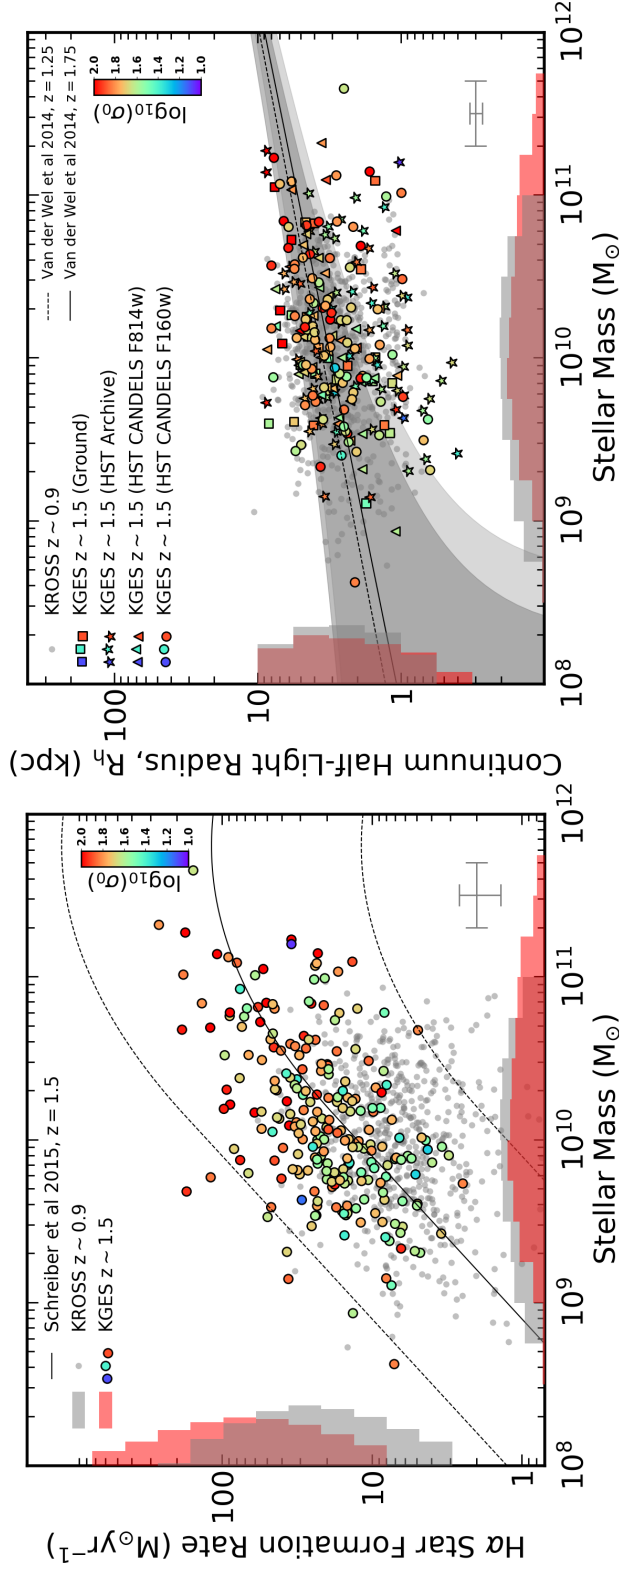 Schreiber et al 2015, z = 1.5
KROSS z ~ 0.9
KGES z ~ 1.5
2.0
1.8
1.6
1.4
1.2
1.0
log₁₀(σ₀)
100
10
1
Hα Star Formation Rate (M⊙yr⁻¹)
10⁸
10⁹
10¹⁰
10¹¹
10¹²
Stellar Mass (M⊙)
KROSS z ~ 0.9
KGES z ~ 1.5 (Ground)
KGES z ~ 1.5 (HST Archive)
KGES z ~ 1.5 (HST CANDELS F814w)
KGES z ~ 1.5 (HST CANDELS F160w)
Van der Wel et al 2014, z = 1.25
Van der Wel et al 2014, z = 1.75
2.0
1.8
1.6
1.4
1.2
1.0
log₁₀(σ₀)
100
10
1
Continuum Half-Light Radius, Rₕ (kpc)
10⁸
10⁹
10¹⁰
10¹¹
10¹²
Stellar Mass (M⊙)